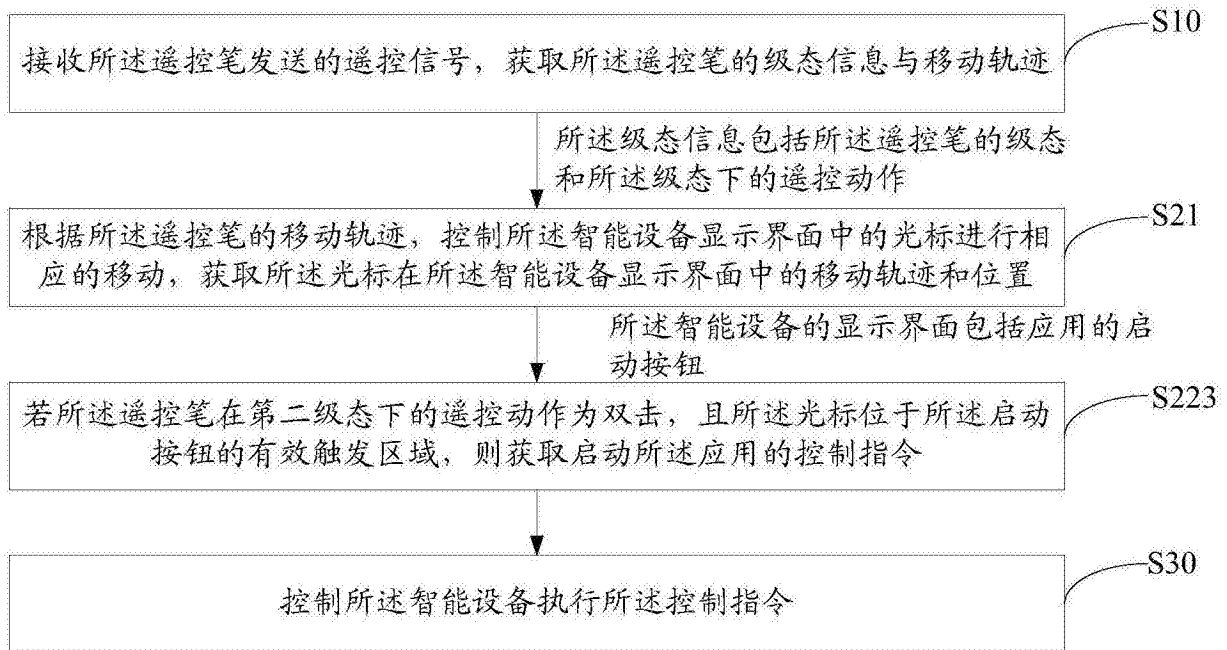 S10
接收所述遥控笔发送的遥控信号，获取所述遥控笔的级态信息与移动轨迹
所述级态信息包括所述遥控笔的级态
和所述级态下的遥控动作
S21
根据所述遥控笔的移动轨迹，控制所述智能设备显示界面中的光标进行相
应的移动，获取所述光标在所述智能设备显示界面中的移动轨迹和位置
所述智能设备的显示界面包括应用的启
动按钮
S223
若所述遥控笔在第二级态下的遥控动作为双击，且所述光标位于所述启动
按钮的有效触发区域，则获取启动所述应用的控制指令
S30
控制所述智能设备执行所述控制指令